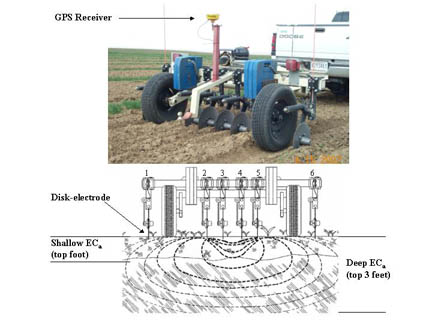 GPS Receiver
DODGE
1 2 3 4 5 6
Disk-electrode
Shallow ECa
(top foot)
Deep ECa
(top 3 feet)